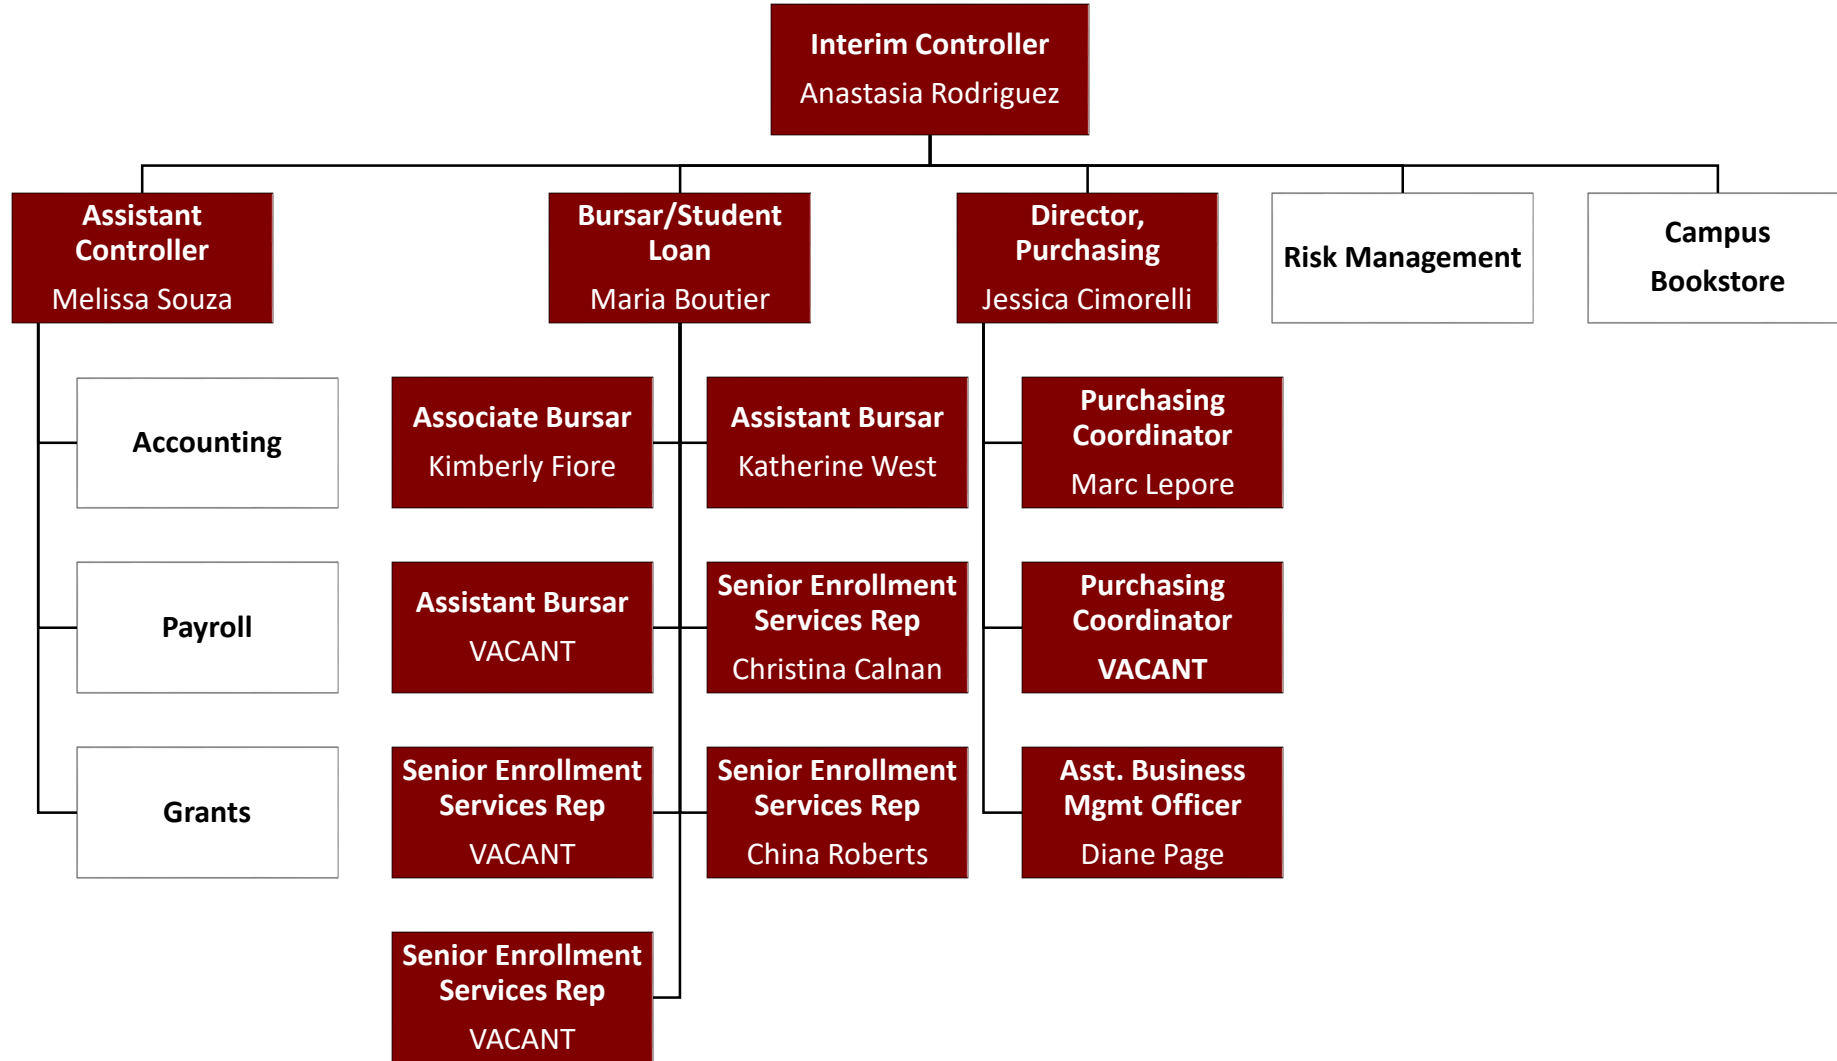 Interim Controller
Anastasia Rodriguez
Assistant
Controller
Melissa Souza
Bursar/Student
Loan
Maria Boutier
Director,
Purchasing
Jessica Cimorelli
Risk Management
Campus
Bookstore
Accounting
Associate Bursar
Kimberly Fiore
Assistant Bursar
Katherine West
Purchasing
Coordinator
Marc Lepore
Payroll
Assistant Bursar
VACANT
Senior Enrollment
Services Rep
Christina Calnan
Purchasing
Coordinator
VACANT
Grants
Senior Enrollment
Services Rep
VACANT
Senior Enrollment
Services Rep
China Roberts
Asst. Business
Mgmt Officer
Diane Page
Senior Enrollment
Services Rep
VACANT